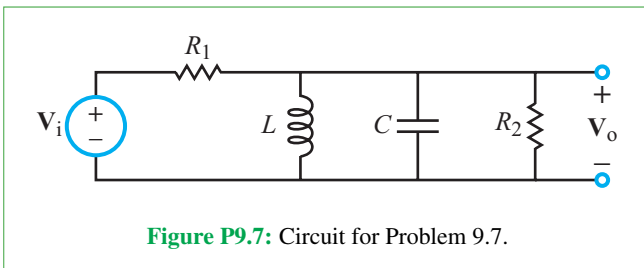 R1
Vi
+
−
L
C
R2
+
Vo
−
Figure P9.7: Circuit for Problem 9.7.